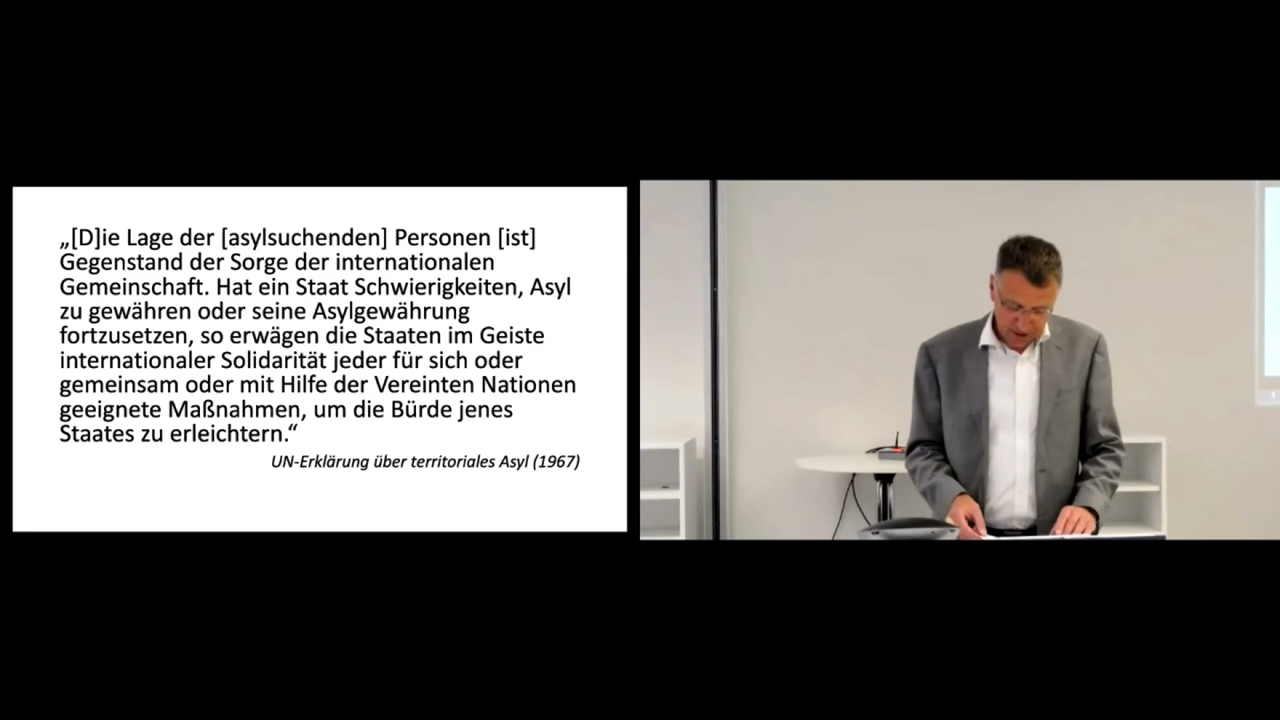 „[D]ie Lage der [asylsuchenden] Personen [ist]
Gegenstand der Sorge der internationalen
Gemeinschaft. Hat ein Staat Schwierigkeiten, Asyl
zu gewähren oder seine Asylgewährung
fortzusetzen, so erwägen die Staaten im Geiste
internationaler Solidarität jeder für sich oder
gemeinsam oder mit Hilfe der Vereinten Nationen
geeignete Maßnahmen, um die Bürde jenes
Staates zu erleichtern.“
UN-Erklärung über territoriales Asyl (1967)